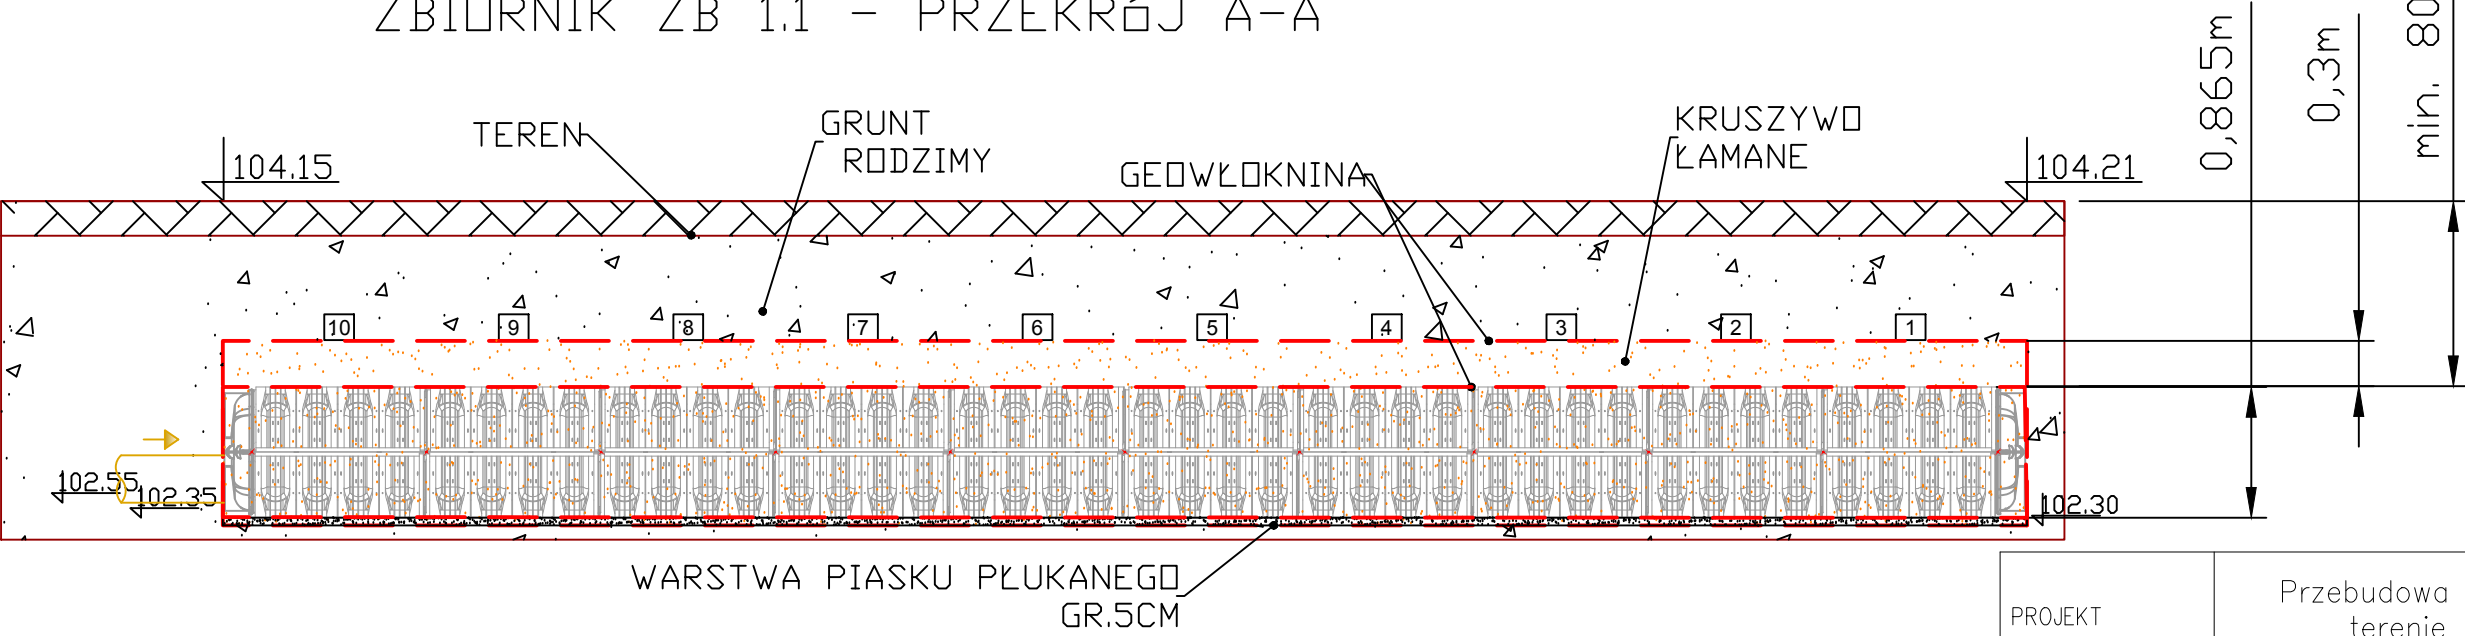 ZBIORNIK ZB 1.1 - PRZEKRÓJ A-A
0,865m
0,3m
min. 80
TEREN
GRUNT
RODZIMY
GEOWŁOKNINA
KRUSZYWO
ŁAMANE
104.15
104.21
10
9
8
7
6
5
4
3
2
1
102.55
102.35
102.30
WARSTWA PIASKU PŁUKANEGO
GR.5CM
PROJEKT
Przebudowa
terenie